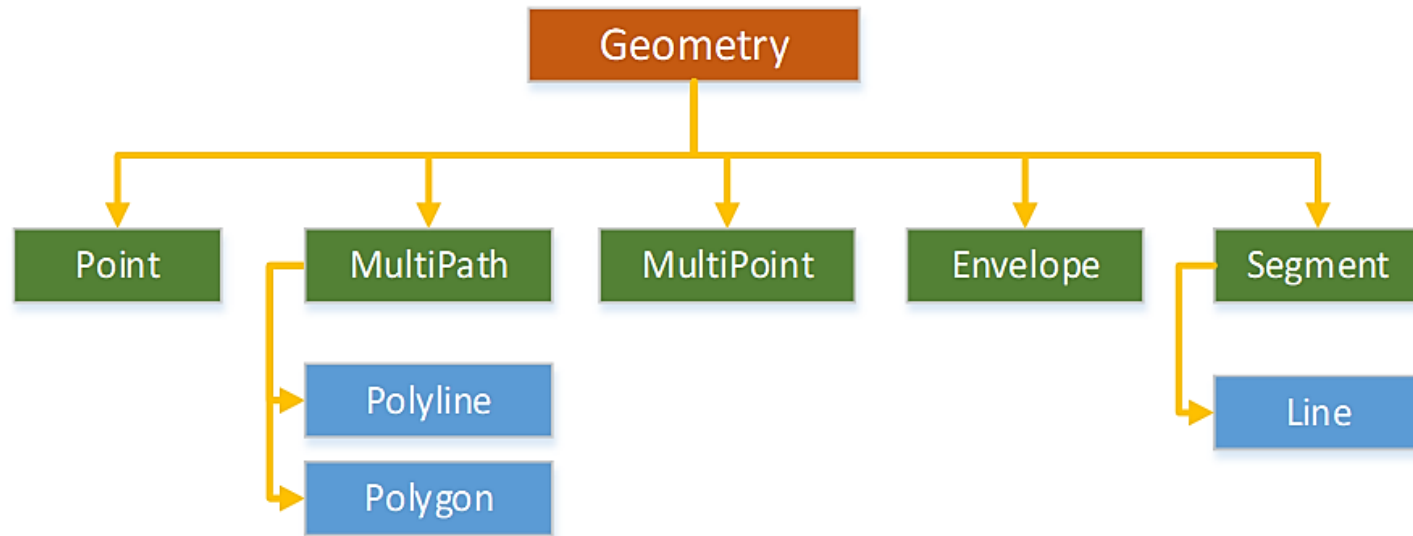 Geometry
Point
MultiPath
MultiPoint
Envelope
Segment
Polyline
Line
Polygon